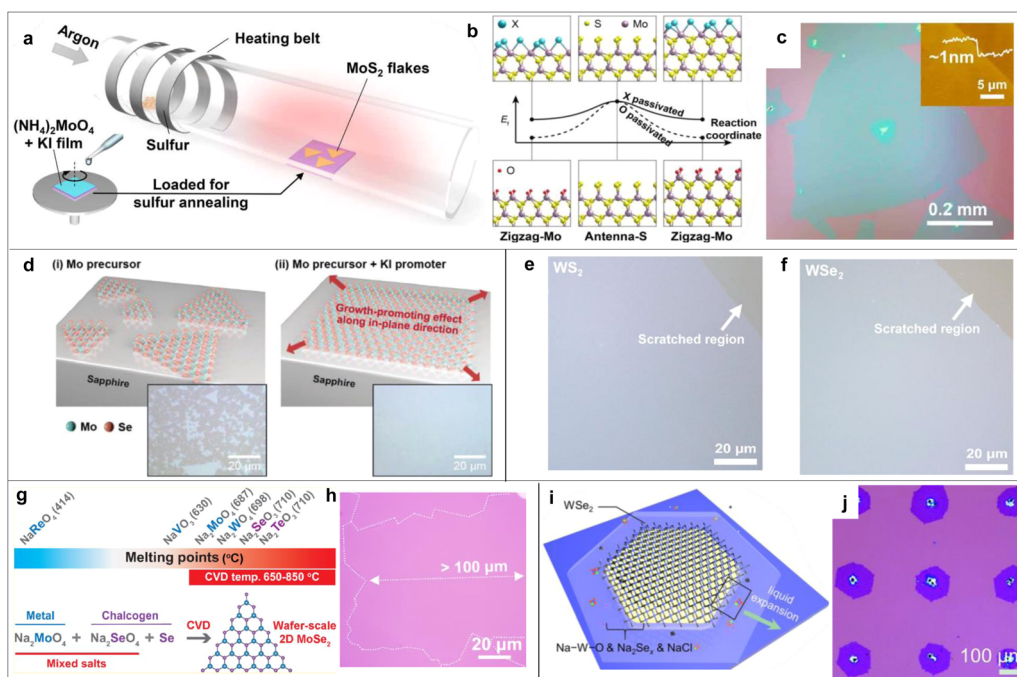 a
Argon
Heating belt
MoS2 flakes
(NH4)2MoO4
+ KI film
Sulfur
Loaded for
sulfur annealing
b
X
S
Mo
X passivated
O passivated
Reaction
coordinate
Ef
O
Zigzag-Mo
Antenna-S
Zigzag-Mo
c
~1nm
5 µm
0.2 mm
d
(i) Mo precursor
(ii) Mo precursor + KI promoter
Growth-promoting effect
along in-plane direction
Sapphire
Sapphire
Mo
Se
20 µm
20 µm
e
WS2
Scratched region
20 µm
f
WSe2
Scratched region
20 µm
g
NaReO4 (414)
NaVO3 (630)
Na2MoO4 (687)
Na2WO4 (698)
Na2SeO3 (710)
Na2TeO3 (710)
Melting points (°C)
CVD temp. 650-850 °C
Metal
Chalcogen
Na2MoO4 + Na2SeO4 + Se
Mixed salts
CVD
Wafer-scale
2D MoSe2
h
> 100 µm
20 µm
i
WSe2
liquid
expansion
Na−W−O & Na2Sex & NaCl
j
100 µm